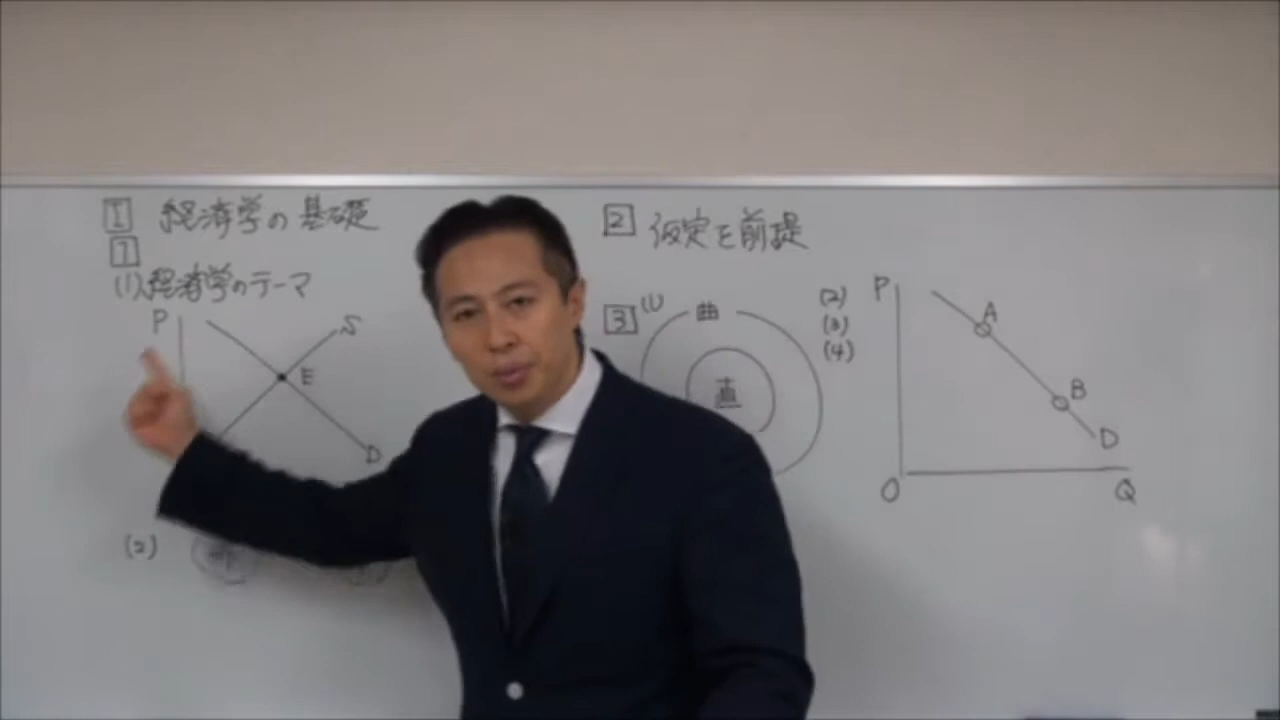 I 経済学の基礎
1
(1)経済学のテーマ
P
S
E
D
(2)
2 仮定を前提
3 (1) 曲
直
(2)
(3)
(4)
P
A
B
D
O
Q